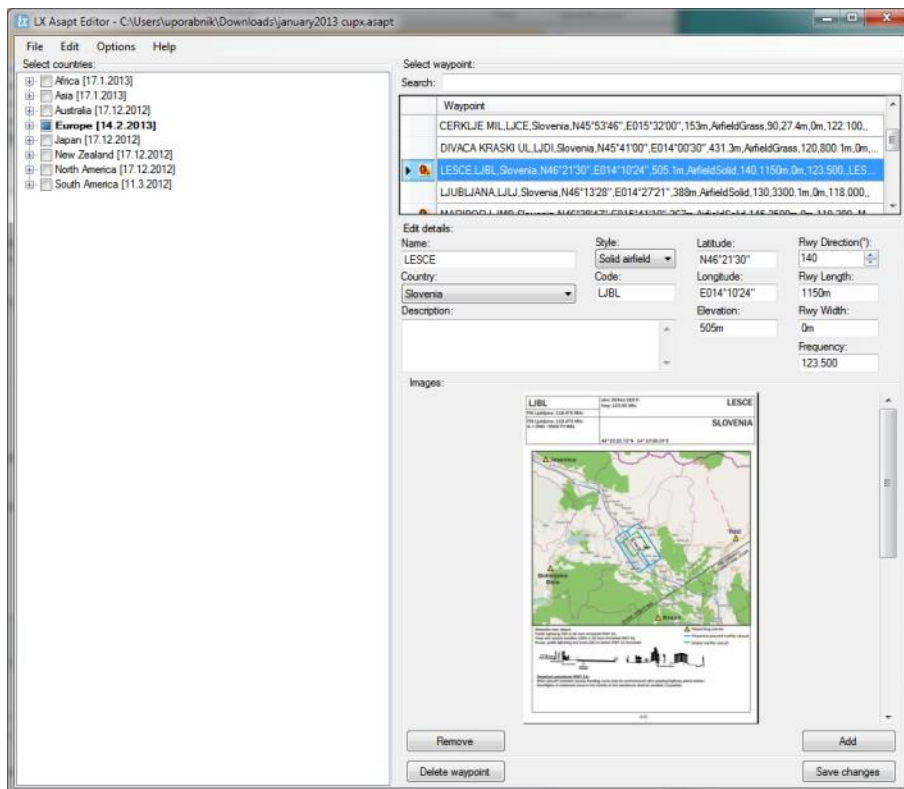 LX Asapt Editor - C:\Users\uporabnik\Downloads\january2013 cupx.asapt
File Edit Options Help
Select countries:
Africa [17.1.2013]
Asia [17.1.2013]
Australia [17.12.2012]
Europe [14.2.2013]
Japan [17.12.2012]
New Zealand [17.12.2012]
North America [17.12.2012]
South America [11.3.2012]
Select waypoint:
Search:
Waypoint
CERKLJE MIL,LJCE,Slovenia,N45°53'46",E015°32'00",153m,AirfieldGrass,90,27.4m,0m,122.100,,
DIVACA KRASKI UL,LJDI,Slovenia,N45°41'00",E014°00'30",431.3m,AirfieldGrass,120,800.1m,0m,...
LESCE,LJBL,Slovenia,N46°21'30",E014°10'24",505.1m,AirfieldSolid,140,1150m,0m,123.500,,LES...
LJUBLJANA,LJLJ,Slovenia,N46°13'28",E014°27'21",388m,AirfieldSolid,130,3300.1m,0m,118.000,,
Edit details:
Name: Style: Latitude: Rwy Direction(°):
LESCE Solid airfield N46°21'30" 140
Country: Code: Longitude: Rwy Length:
Slovenia LJBL E014°10'24" 1150m
Description: Elevation: Rwy Width:
505m 0m
Frequency:
123.500
Images:
LJBL LESCE
SLOVENIA
Remove Add
Delete waypoint Save changes